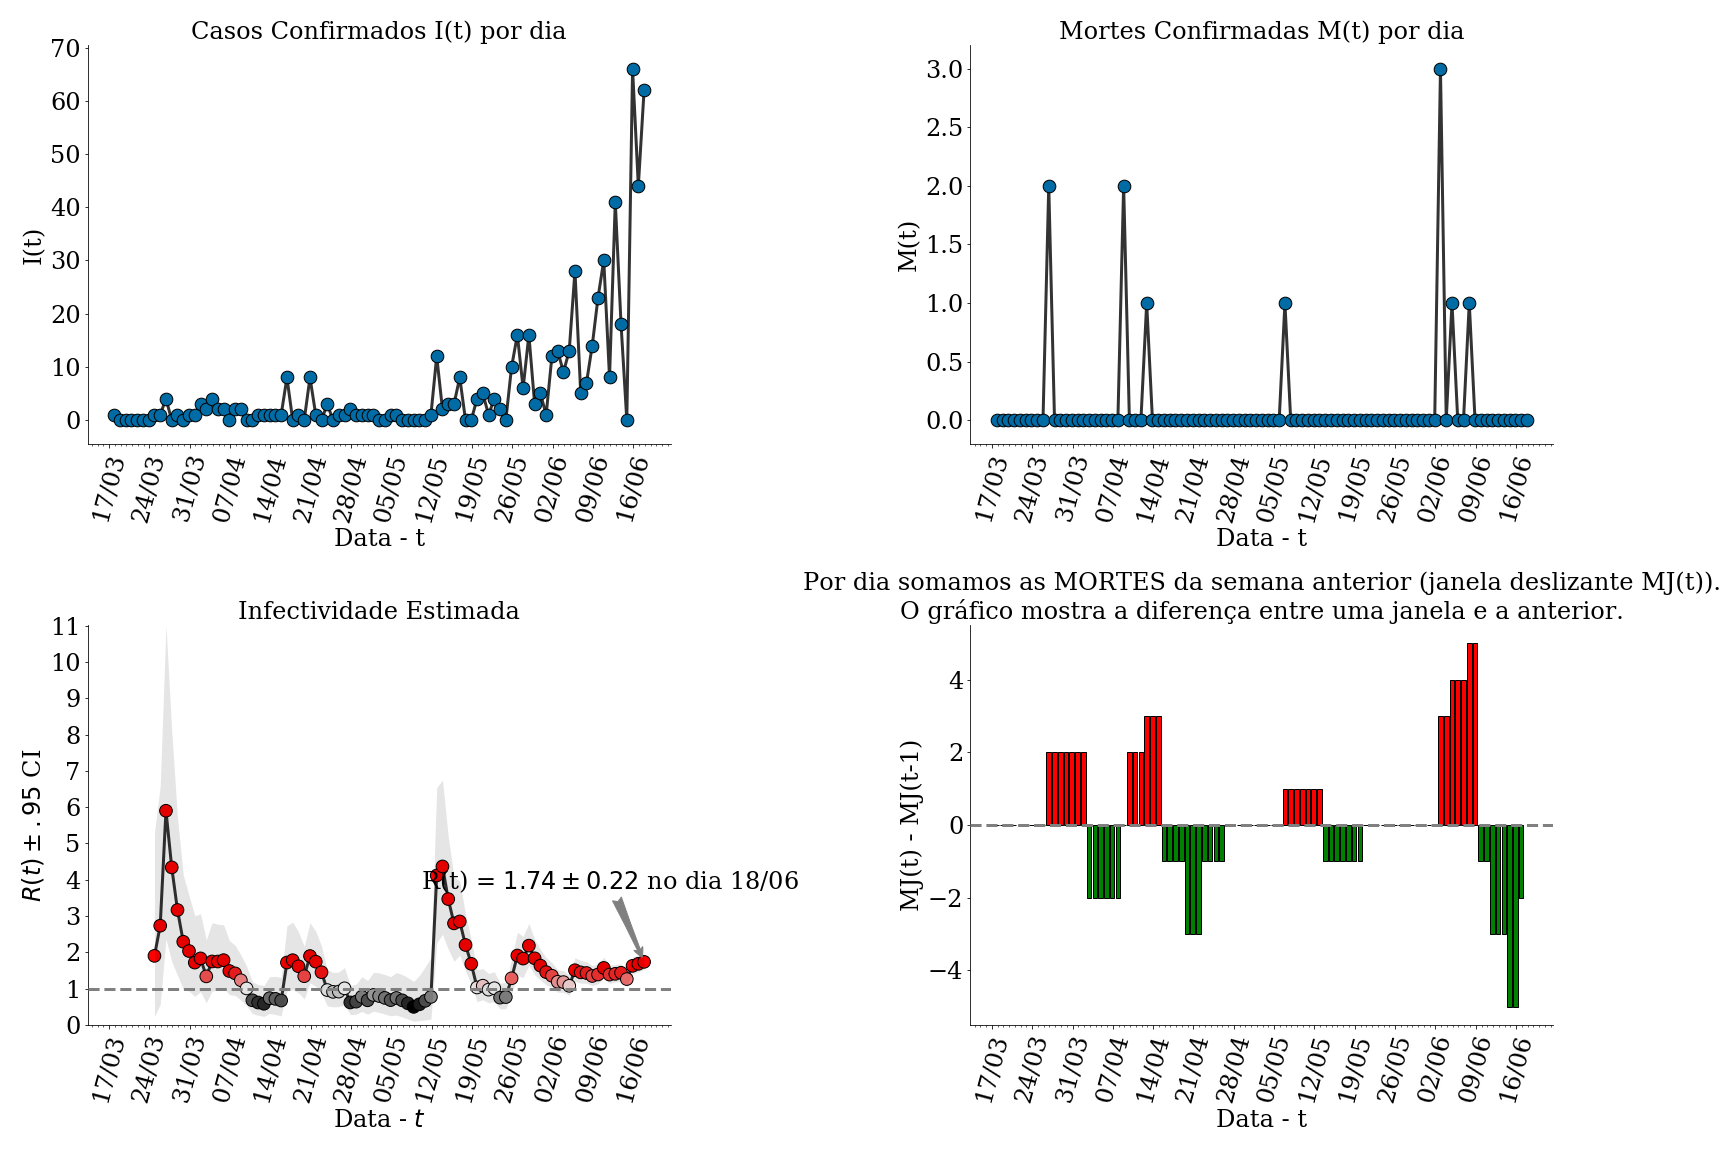 Casos Confirmados I(t) por dia
70
60
50
40
30
20
10
0
I(t)
17/03 24/03 31/03 07/04 14/04 21/04 28/04 05/05 12/05 19/05 26/05 02/06 09/06 16/06
Data - t
Mortes Confirmadas M(t) por dia
3.0
2.5
2.0
1.5
1.0
0.5
0.0
M(t)
17/03 24/03 31/03 07/04 14/04 21/04 28/04 05/05 12/05 19/05 26/05 02/06 09/06 16/06
Data - t
Infectividade Estimada
11
10
9
8
7
6
5
4
3
2
1
0
R(t) ± .95 CI
R(t) = 1.74 ± 0.22 no dia 18/06
17/03 24/03 31/03 07/04 14/04 21/04 28/04 05/05 12/05 19/05 26/05 02/06 09/06 16/06
Data - t
Por dia somamos as MORTES da semana anterior (janela deslizante MJ(t)).
O gráfico mostra a diferença entre uma janela e a anterior.
4
2
0
−2
−4
MJ(t) - MJ(t-1)
17/03 24/03 31/03 07/04 14/04 21/04 28/04 05/05 12/05 19/05 26/05 02/06 09/06 16/06
Data - t